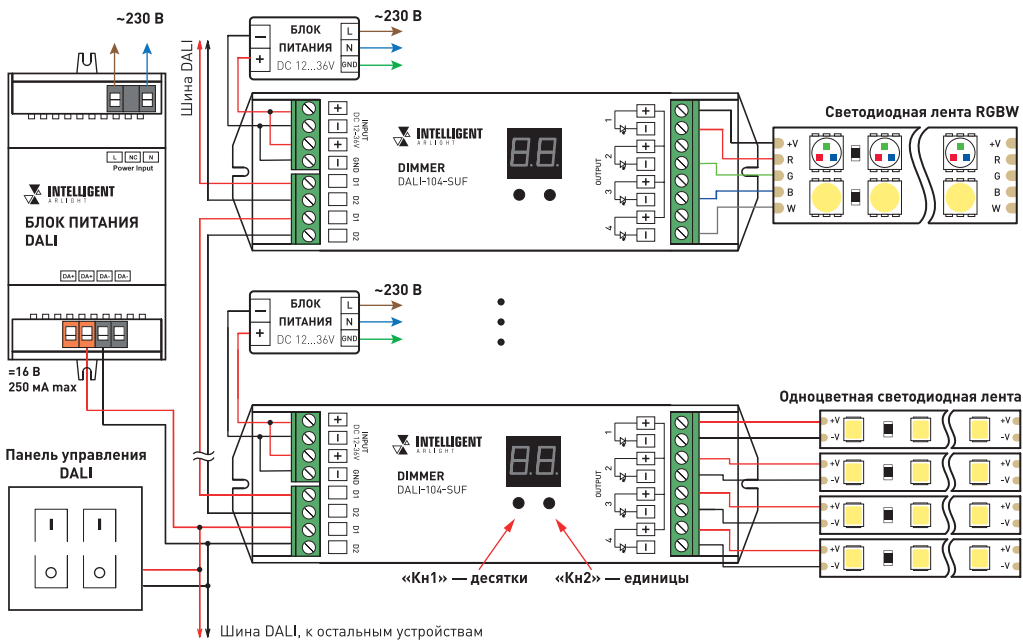 ~230 В
L NC N
Power Input
INTELLIGENT
ARLIGHT
БЛОК ПИТАНИЯ
DALI
DA+ DA+ DA- DA-
=16 В
250 мА max
Панель управления
DALI
I I
O O
Шина DALI
БЛОК
ПИТАНИЯ
DC 12...36V
−
+
L
N
GND
~230 В
+
−
+
−
INPUT
DC 12-36V
GND
D1
D2
D1
D2
INTELLIGENT
ARLIGHT
DIMMER
DALI-104-SUF
88
OUTPUT
1 + −
2 + −
3 + −
4 + −
Светодиодная лента RGBW
+V +V
R R
G G
B B
W W
БЛОК
ПИТАНИЯ
DC 12...36V
−
+
L
N
GND
~230 В
+
−
+
−
INPUT
DC 12-36V
GND
D1
D2
D1
D2
INTELLIGENT
ARLIGHT
DIMMER
DALI-104-SUF
88
OUTPUT
1 + −
2 + −
3 + −
4 + −
«Кн1» — десятки «Кн2» — единицы
Одноцветная светодиодная лента
+V +V
-V -V
+V +V
-V -V
+V +V
-V -V
+V +V
-V -V
Шина DALI, к остальным устройствам